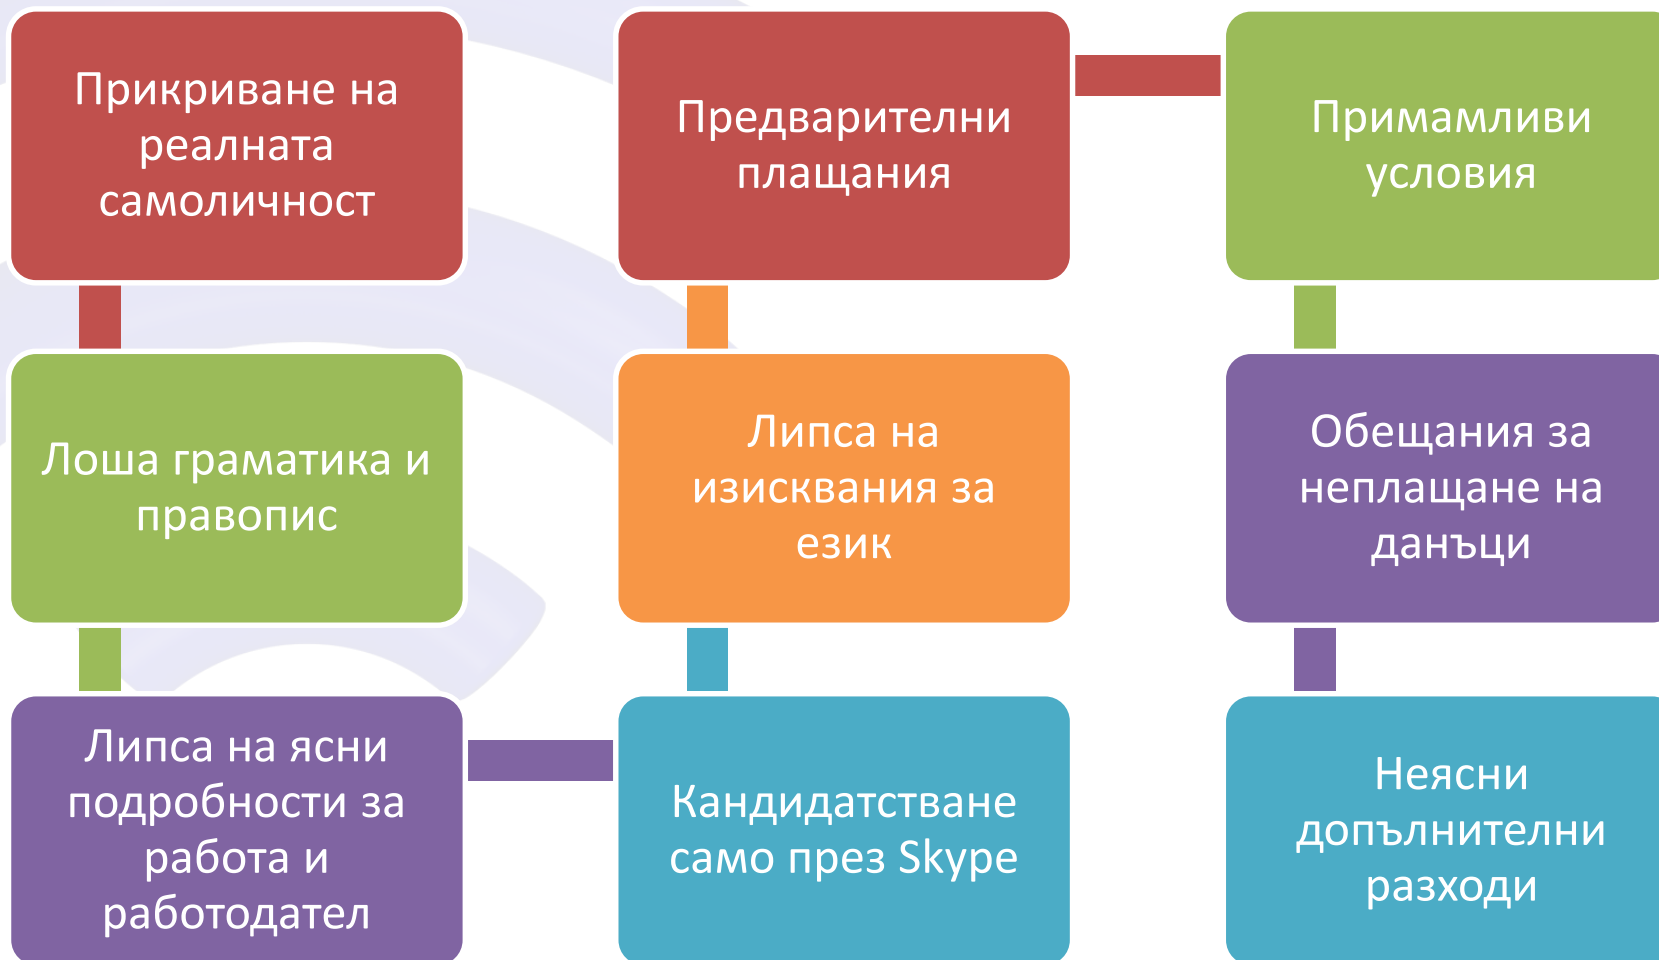 Прикриване на
реалната
самоличност
Лоша граматика и
правопис
Липса на ясни
подробности за
работа и
работодател
Кандидатстване
само през Skype
Липса на
изисквания за
език
Предварителни
плащания
Примамливи
условия
Обещания за
неплащане на
данъци
Неясни
допълнителни
разходи